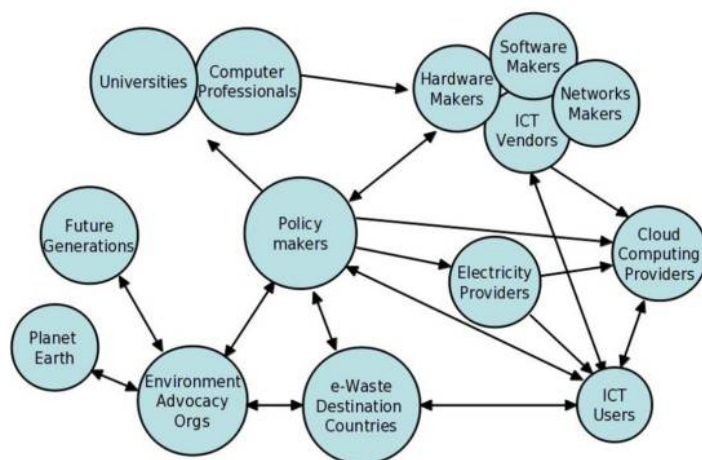 Universities
Computer
Professionals
Hardware
Makers
Software
Makers
Networks
Makers
ICT
Vendors
Future
Generations
Policy
makers
Electricity
Providers
Cloud
Computing
Providers
Planet
Earth
Environment
Advocacy
Orgs
e-Waste
Destination
Countries
ICT
Users